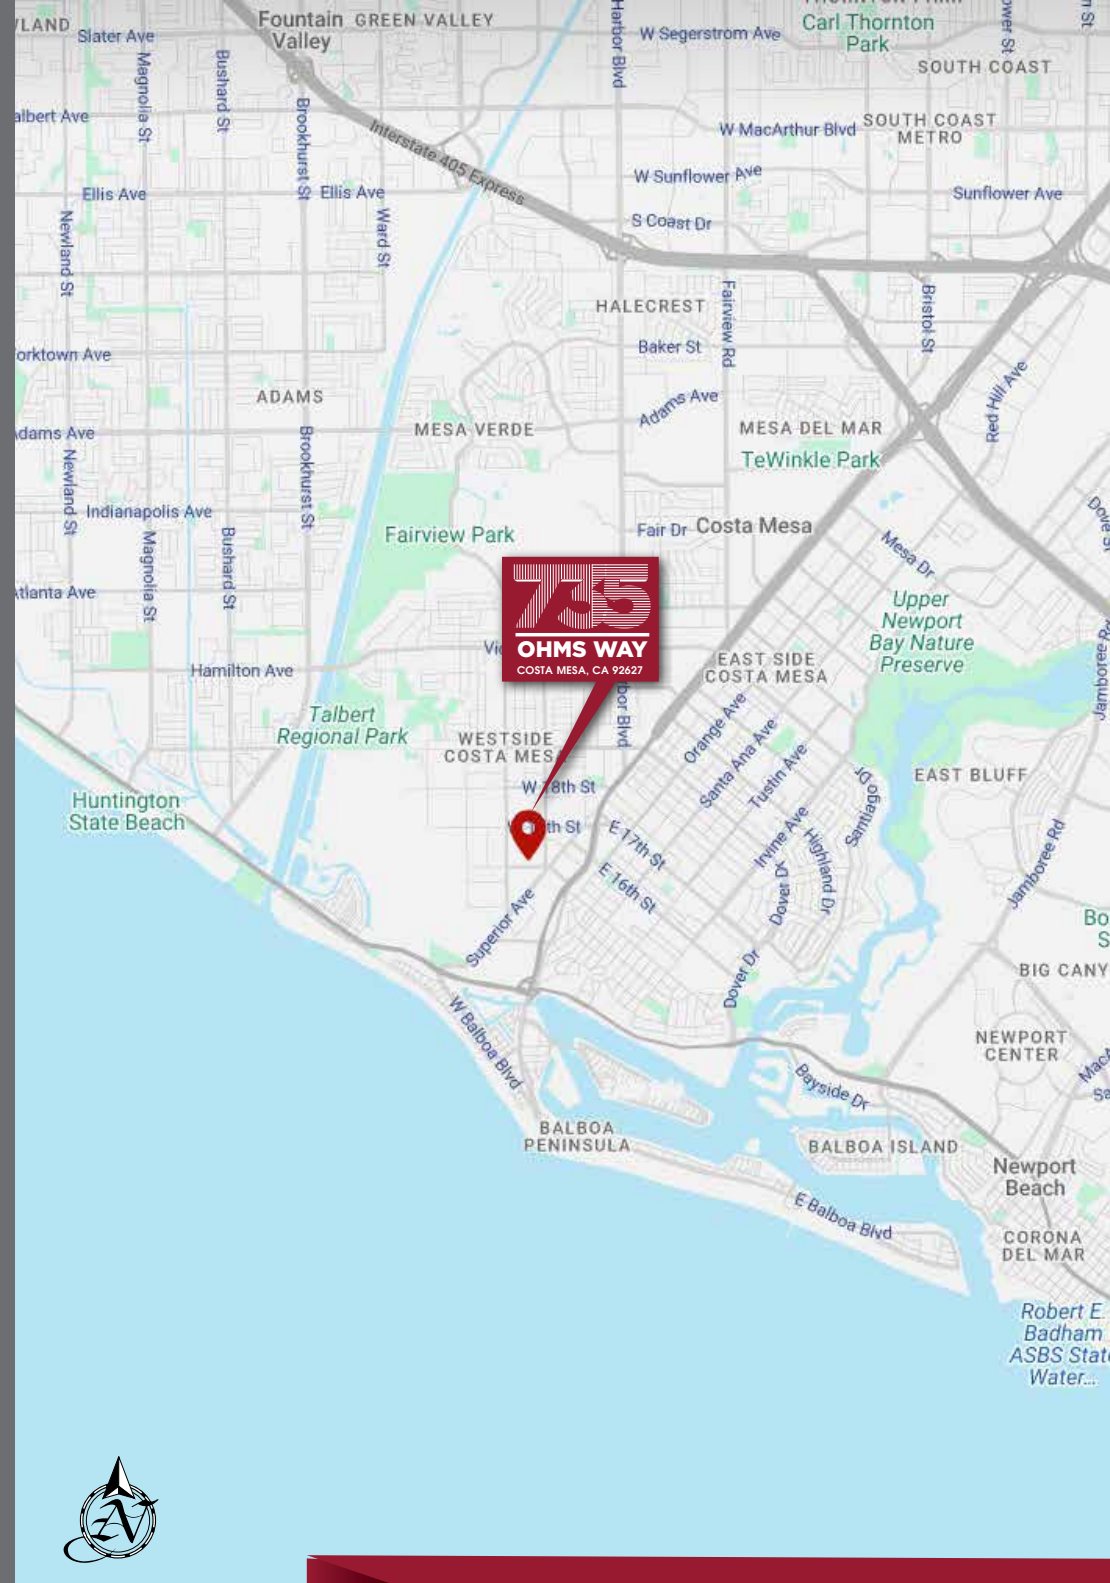 Fountain
Valley
GREEN VALLEY
Slater Ave
Magnolia St
Bushard St
Brookhurst St
Harbor Blvd
W Segerstrom Ave
Carl Thornton
Park
SOUTH COAST
W MacArthur Blvd
SOUTH COAST
METRO
Interstate 405 Express
Ellis Ave
Ellis Ave
Ward St
Newland St
W Sunflower Ave
Sunflower Ave
S Coast Dr
HALECREST
Fairview Rd
Bristol St
Baker St
Red Hill Ave
ADAMS
Adams Ave
MESA VERDE
MESA DEL MAR
TeWinkle Park
Brookhurst St
Newland St
Indianapolis Ave
Magnolia St
Bushard St
Fairview Park
Fair Dr
Costa Mesa
Mesa Dr
735
OHMS WAY
COSTA MESA, CA 92627
Upper
Newport
Bay Nature
Preserve
Hamilton Ave
EAST SIDE
COSTA MESA
Talbert
Regional Park
WESTSIDE
Orange Ave
Santa Ana Ave
Tustin Ave
EAST BLUFF
Huntington
State Beach
E 17th St
E 16th St
Irvine Ave
Highland Dr
Dover Dr
Santiago Dr
Jamboree Rd
Superior Ave
Dover Dr
W Balboa Blvd
NEWPORT
CENTER
Bayside Dr
BALBOA
PENINSULA
BALBOA ISLAND
Newport
Beach
E Balboa Blvd
CORONA
DEL MAR
Robert E.
Badham
ASBS State
Water...
N